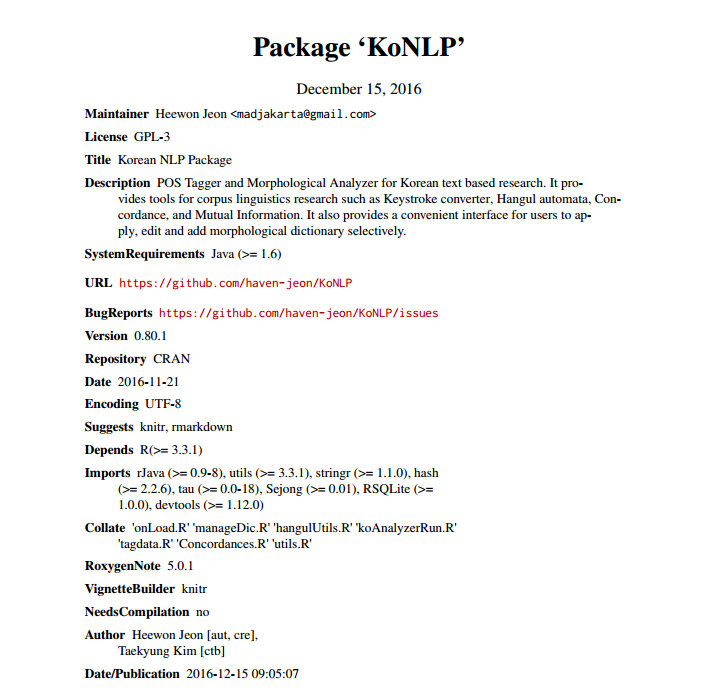 Package ‘KoNLP’
December 15, 2016
Maintainer Heewon Jeon <madjakarta@gmail.com>
License GPL-3
Title Korean NLP Package
Description POS Tagger and Morphological Analyzer for Korean text based research. It pro-
vides tools for corpus linguistics research such as Keystroke converter, Hangul automata, Con-
cordance, and Mutual Information. It also provides a convenient interface for users to ap-
ply, edit and add morphological dictionary selectively.
SystemRequirements Java (>= 1.6)
URL https://github.com/haven-jeon/KoNLP
BugReports https://github.com/haven-jeon/KoNLP/issues
Version 0.80.1
Repository CRAN
Date 2016-11-21
Encoding UTF-8
Suggests knitr, rmarkdown
Depends R(>= 3.3.1)
Imports rJava (>= 0.9-8), utils (>= 3.3.1), stringr (>= 1.1.0), hash
(>= 2.2.6), tau (>= 0.0-18), Sejong (>= 0.01), RSQLite (>=
1.0.0), devtools (>= 1.12.0)
Collate 'onLoad.R' 'manageDic.R' 'hangulUtils.R' 'koAnalyzerRun.R'
'tagdata.R' 'Concordances.R' 'utils.R'
RoxygenNote 5.0.1
VignetteBuilder knitr
NeedsCompilation no
Author Heewon Jeon [aut, cre],
Taekyung Kim [ctb]
Date/Publication 2016-12-15 09:05:07